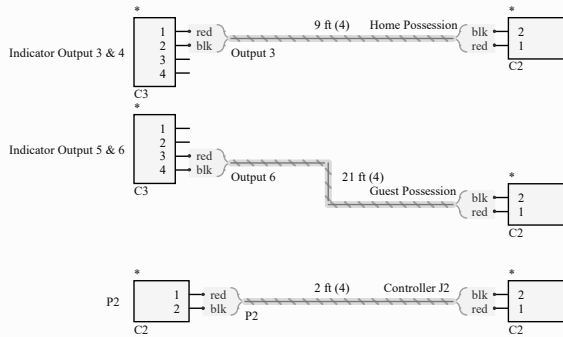 *
9 ft (4) Home Possession
*
1 red blk 2
Indicator Output 3 & 4 2 blk red 1
3 Output 3
4
C3 C2
*
1
2
Indicator Output 5 & 6 3 red
4 blk
C3 Output 6 21 ft (4)
*
Guest Possession
blk 2
red 1
C2
*
2 ft (4) Controller J2
*
1 red blk 2
P2 2 blk red 1
P2
C2 C2